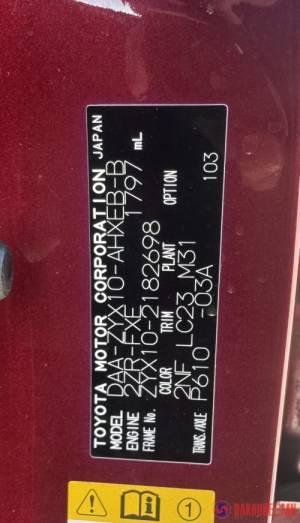 TOYOTA MOTOR CORPORATION JAPAN
MODEL DAA-ZYX10-AHXEB-B
ENGINE 2ZR-FXE 1797 mL
FRAME No. ZYX10-2182698
COLOR TRIM PLANT OPTION
2NF LC23 M31
TRANS./AXLE P610 -03A 103
1